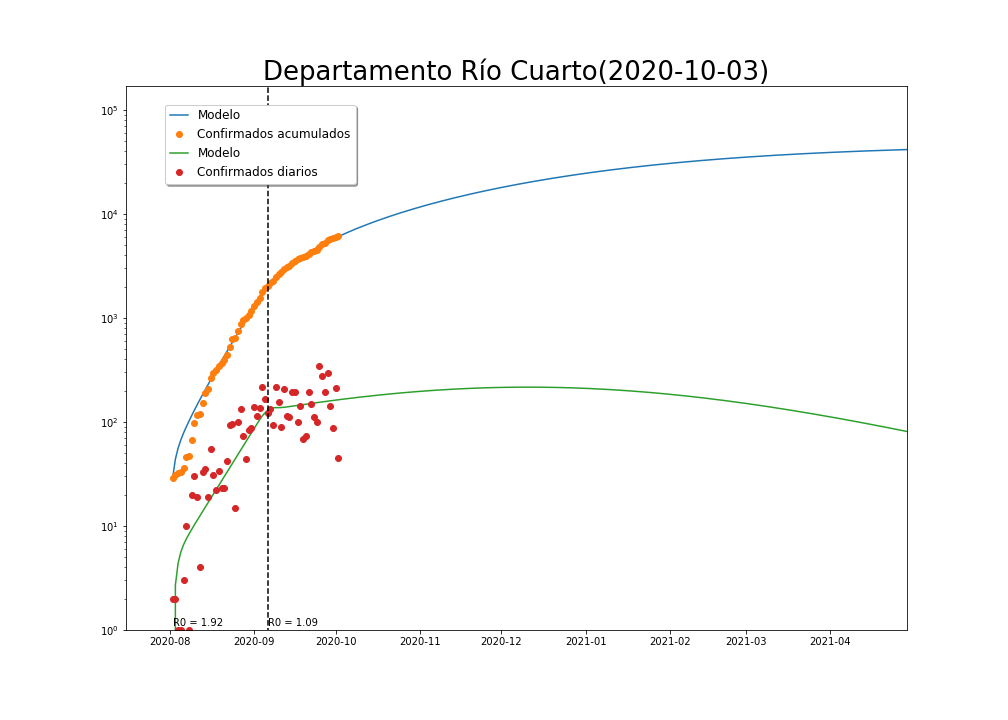 Departamento Río Cuarto(2020-10-03)
Modelo
Confirmados acumulados
Modelo
Confirmados diarios
10⁵
10⁴
10³
10²
10¹
10⁰
R0 = 1.92 R0 = 1.09
2020-08 2020-09 2020-10 2020-11 2020-12 2021-01 2021-02 2021-03 2021-04